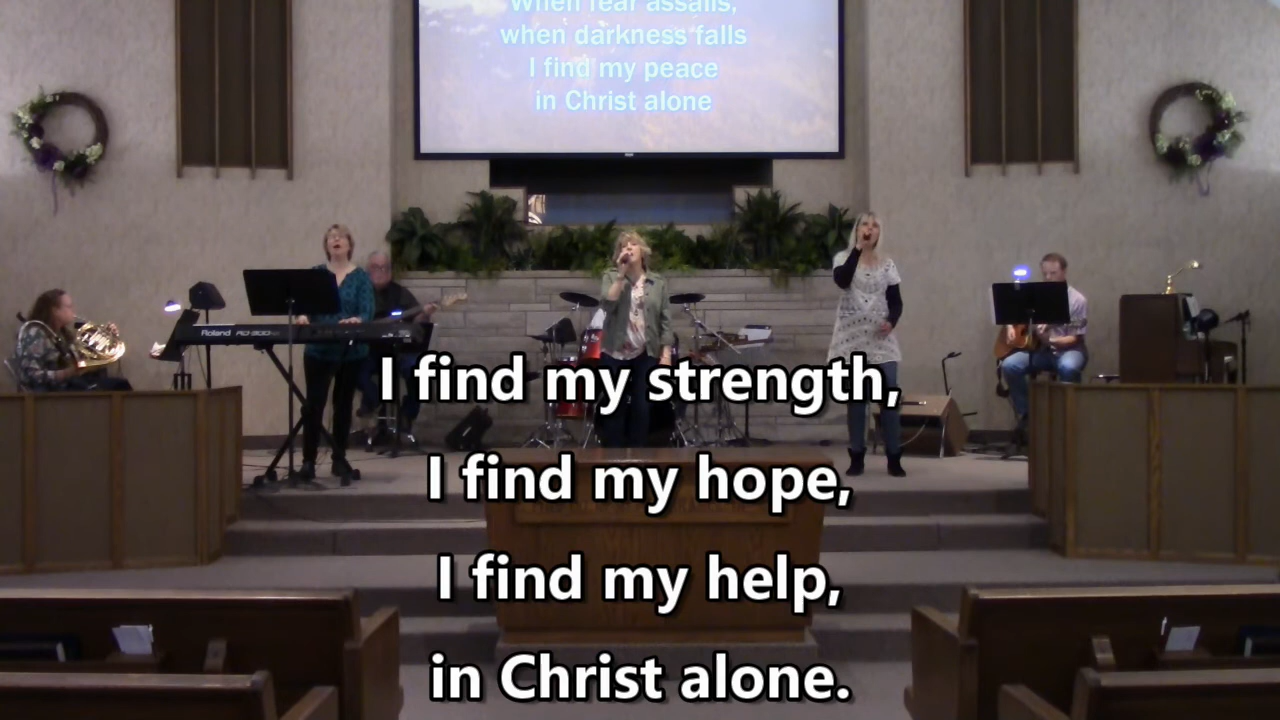 When fear assails,
when darkness falls
I find my peace
in Christ alone
Roland
I find my strength,
I find my hope,
I find my help,
in Christ alone.